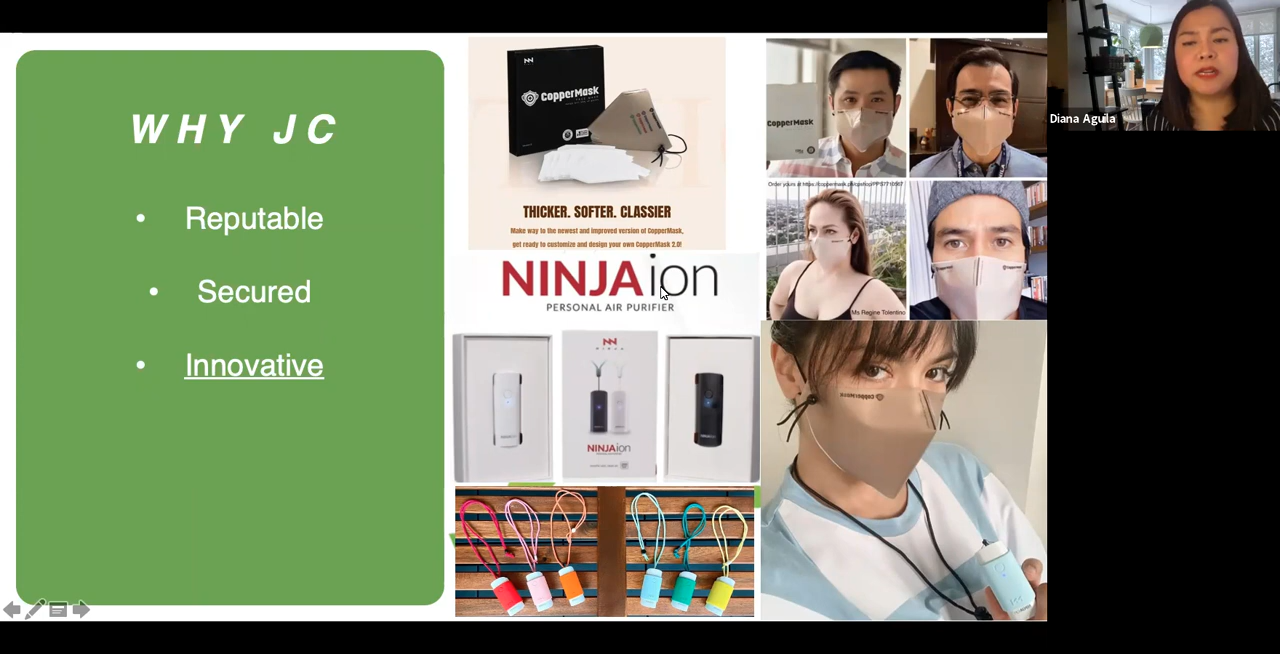 WHY JC
• Reputable
• Secured
• Innovative
CopperMask
THICKER. SOFTER. CLASSIER
Make way to the newest and improved version of CopperMask,
get ready to customize and design your own CopperMask 2.0!
NINJAion
PERSONAL AIR PURIFIER
NINJAion
CopperMask
Ms Regine Tolentino
CopperMask
Diana Aguila